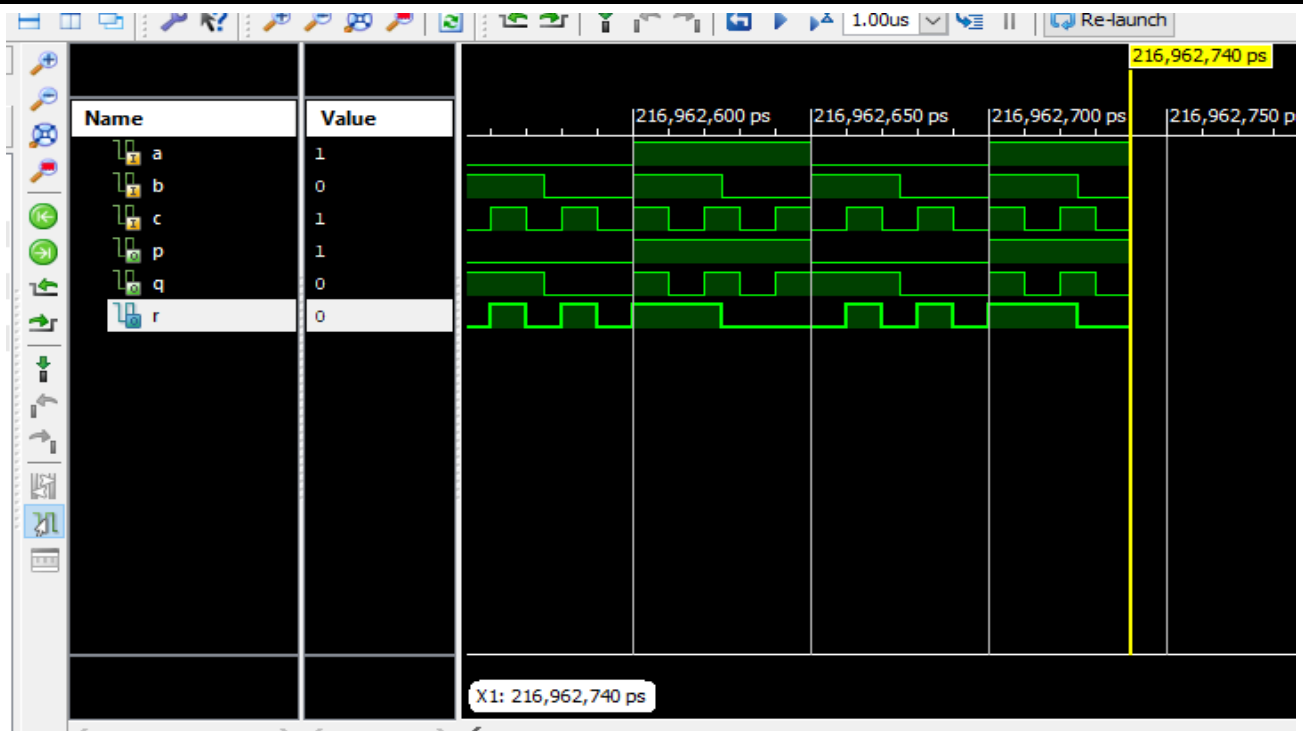 1.00us Re-launch
216,962,740 ps
Name Value 216,962,600 ps 216,962,650 ps 216,962,700 ps 216,962,750 p
a 1
b 0
c 1
p 1
q 0
r 0
X1: 216,962,740 ps